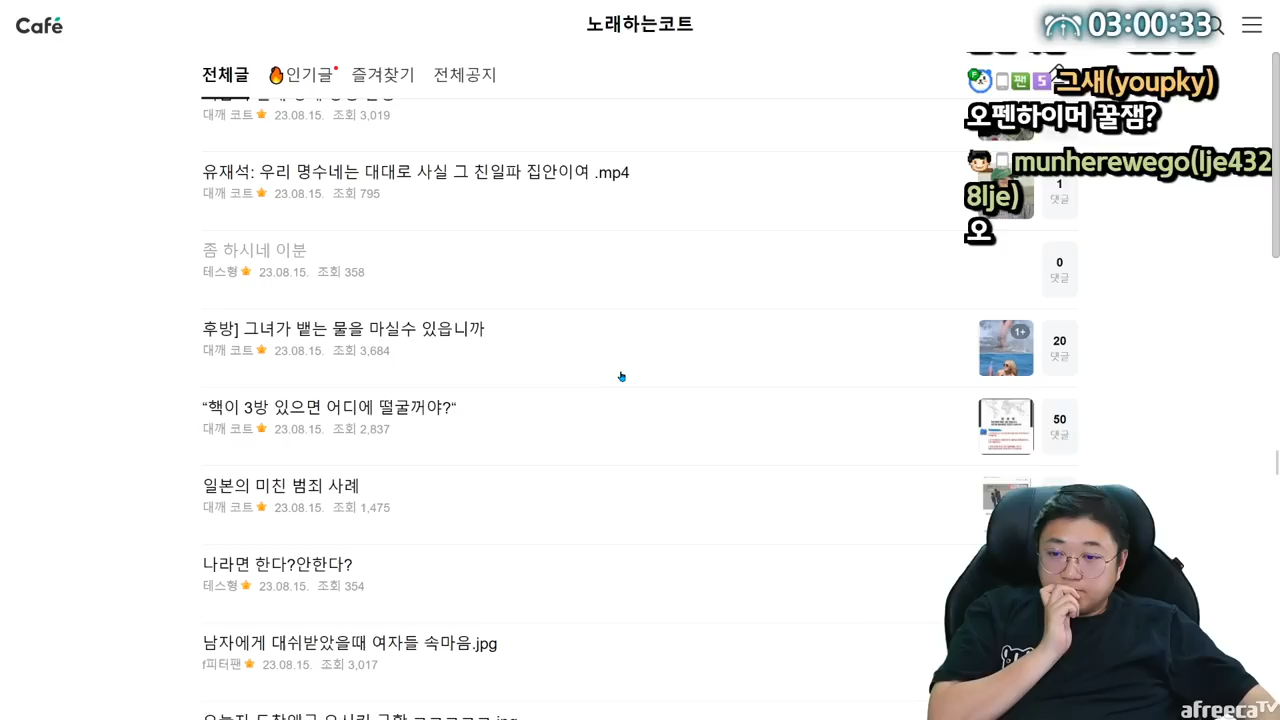 Café
노래하는코트
03:00:33
전체글
🔥인기글
즐겨찾기
전체공지
대깨 코트 23.08.15. 조회 3,019
유재석: 우리 명수네는 대대로 사실 그 친일파 집안이여 .mp4
대깨 코트 23.08.15. 조회 795
1
댓글
좀 하시네 이분
테스형 23.08.15. 조회 358
0
댓글
후방] 그녀가 뱉는 물을 마실수 있읍니까
대깨 코트 23.08.15. 조회 3,684
1+
20
댓글
“핵이 3방 있으면 어디에 떨굴꺼야?“
대깨 코트 23.08.15. 조회 2,837
50
댓글
일본의 미친 범죄 사례
대깨 코트 23.08.15. 조회 1,475
나라면 한다?안한다?
테스형 23.08.15. 조회 354
남자에게 대쉬받았을때 여자들 속마음.jpg
f피터팬 23.08.15. 조회 3,017
F 팬 5 그새(youpky)
오펜하이머 꿀잼?
munherewego(lje432
8lje)
오
afreecaTV